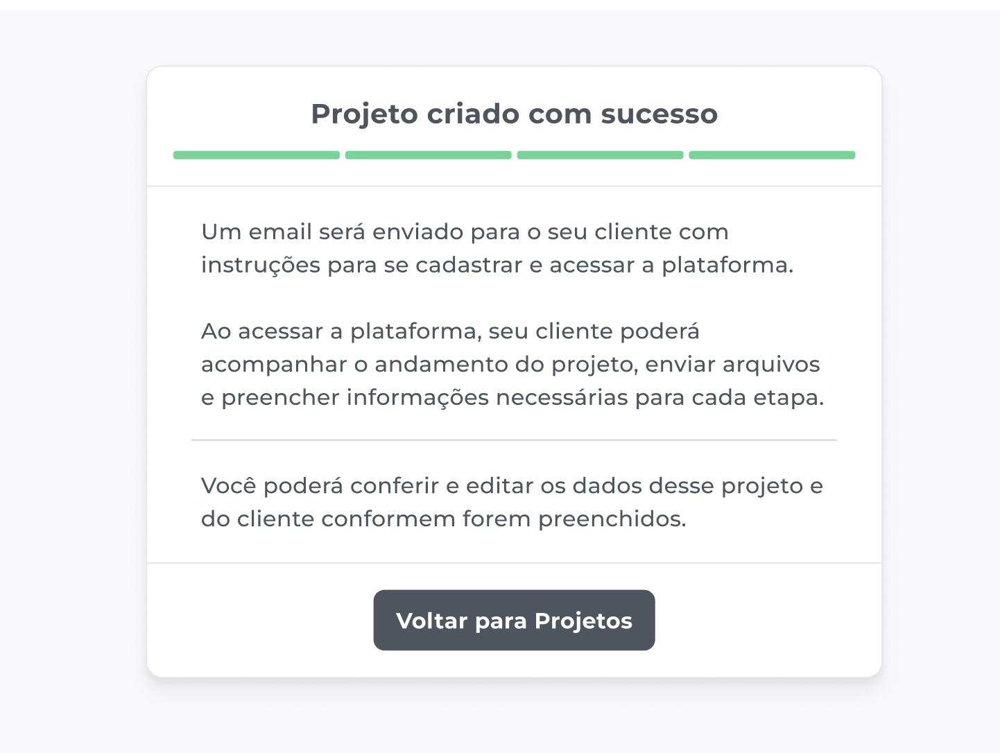 Projeto criado com sucesso
Um email será enviado para o seu cliente com
instruções para se cadastrar e acessar a plataforma.
Ao acessar a plataforma, seu cliente poderá
acompanhar o andamento do projeto, enviar arquivos
e preencher informações necessárias para cada etapa.
Você poderá conferir e editar os dados desse projeto e
do cliente conformem forem preenchidos.
Voltar para Projetos